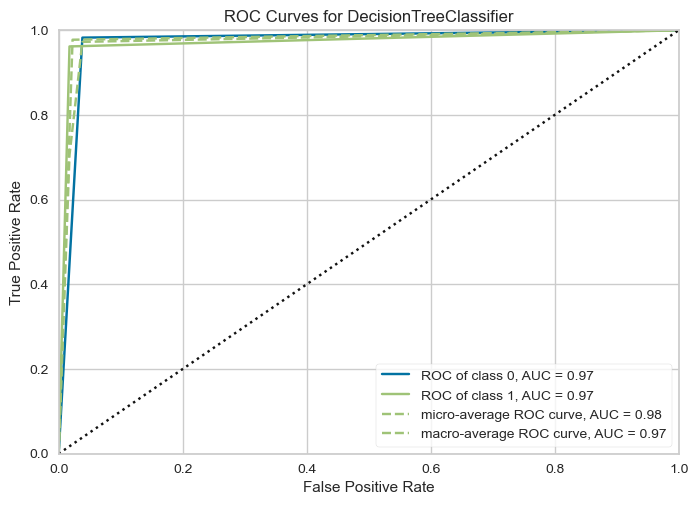 ROC Curves for DecisionTreeClassifier
1.0
0.8
0.6
0.4
0.2
0.0
True Positive Rate
ROC of class 0, AUC = 0.97
ROC of class 1, AUC = 0.97
micro-average ROC curve, AUC = 0.98
macro-average ROC curve, AUC = 0.97
0.0 0.2 0.4 0.6 0.8 1.0
False Positive Rate